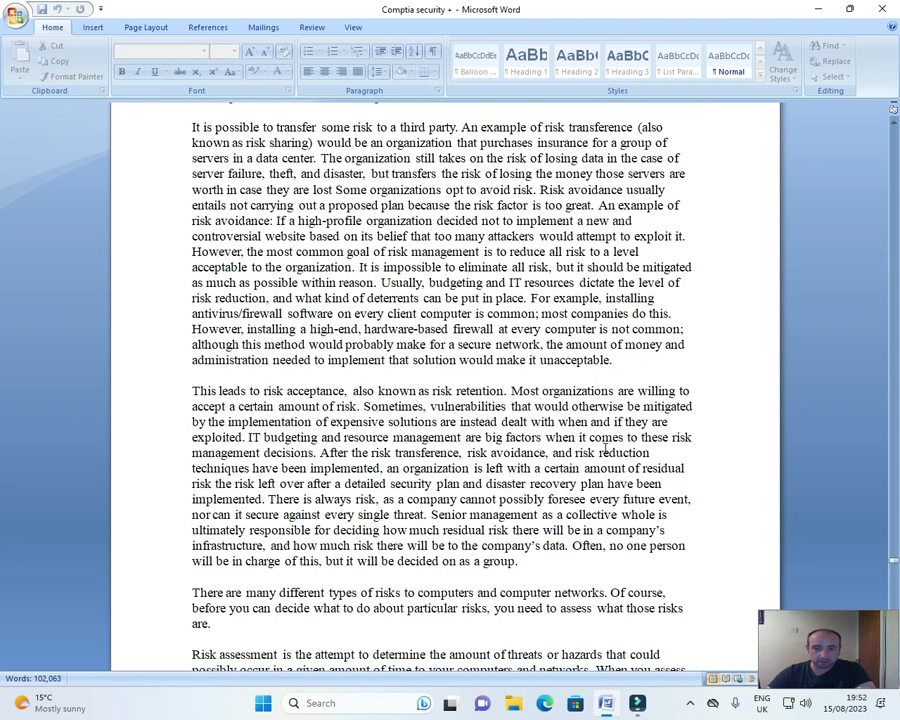 Comptia security + - Microsoft Word
Home Insert Page Layout References Mailings Review View
Paste
Cut
Copy
Format Painter
Clipboard
Font
Paragraph
AaBbCcDdEe AaBb AaBbC AaBbC AaBbCcDd AaBbCcDd
¶ Balloon ... ¶ Heading 1 ¶ Heading 2 ¶ Heading 3 ¶ List Para... ¶ Normal
Change Styles
Styles
Find
Replace
Select
Editing
It is possible to transfer some risk to a third party. An example of risk transference (also
known as risk sharing) would be an organization that purchases insurance for a group of
servers in a data center. The organization still takes on the risk of losing data in the case of
server failure, theft, and disaster, but transfers the risk of losing the money those servers are
worth in case they are lost Some organizations opt to avoid risk. Risk avoidance usually
entails not carrying out a proposed plan because the risk factor is too great. An example of
risk avoidance: If a high-profile organization decided not to implement a new and
controversial website based on its belief that too many attackers would attempt to exploit it.
However, the most common goal of risk management is to reduce all risk to a level
acceptable to the organization. It is impossible to eliminate all risk, but it should be mitigated
as much as possible within reason. Usually, budgeting and IT resources dictate the level of
risk reduction, and what kind of deterrents can be put in place. For example, installing
antivirus/firewall software on every client computer is common; most companies do this.
However, installing a high-end, hardware-based firewall at every computer is not common;
although this method would probably make for a secure network, the amount of money and
administration needed to implement that solution would make it unacceptable.
This leads to risk acceptance, also known as risk retention. Most organizations are willing to
accept a certain amount of risk. Sometimes, vulnerabilities that would otherwise be mitigated
by the implementation of expensive solutions are instead dealt with when and if they are
exploited. IT budgeting and resource management are big factors when it comes to these risk
management decisions. After the risk transference, risk avoidance, and risk reduction
techniques have been implemented, an organization is left with a certain amount of residual
risk the risk left over after a detailed security plan and disaster recovery plan have been
implemented. There is always risk, as a company cannot possibly foresee every future event,
nor can it secure against every single threat. Senior management as a collective whole is
ultimately responsible for deciding how much residual risk there will be in a company's
infrastructure, and how much risk there will be to the company's data. Often, no one person
will be in charge of this, but it will be decided on as a group.
There are many different types of risks to computers and computer networks. Of course,
before you can decide what to do about particular risks, you need to assess what those risks
are.
Risk assessment is the attempt to determine the amount of threats or hazards that could
possibly occur in a given amount of time to your computers and networks. When you assess
Words: 102,063
15°C
Mostly sunny
Search
ENG
UK
19:52
15/08/2023